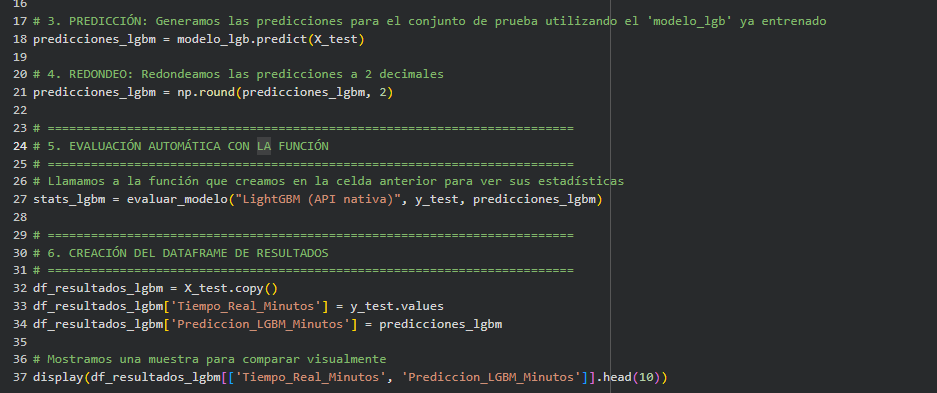 16
17 # 3. PREDICCIÓN: Generamos las predicciones para el conjunto de prueba utilizando el 'modelo_lgb' ya entrenado
18 predicciones_lgbm = modelo_lgb.predict(X_test)
19
20 # 4. REDONDEO: Redondeamos las predicciones a 2 decimales
21 predicciones_lgbm = np.round(predicciones_lgbm, 2)
22
23 # =========================================================================
24 # 5. EVALUACIÓN AUTOMÁTICA CON LA FUNCIÓN
25 # =========================================================================
26 # Llamamos a la función que creamos en la celda anterior para ver sus estadísticas
27 stats_lgbm = evaluar_modelo("LightGBM (API nativa)", y_test, predicciones_lgbm)
28
29 # =========================================================================
30 # 6. CREACIÓN DEL DATAFRAME DE RESULTADOS
31 # =========================================================================
32 df_resultados_lgbm = X_test.copy()
33 df_resultados_lgbm['Tiempo_Real_Minutos'] = y_test.values
34 df_resultados_lgbm['Prediccion_LGBM_Minutos'] = predicciones_lgbm
35
36 # Mostramos una muestra para comparar visualmente
37 display(df_resultados_lgbm[['Tiempo_Real_Minutos', 'Prediccion_LGBM_Minutos']].head(10))